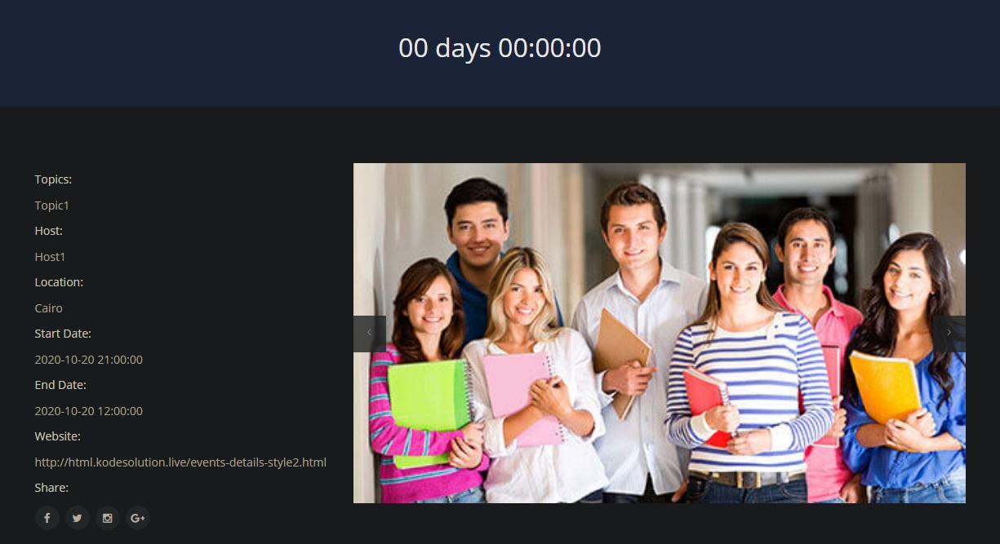 00 days 00:00:00
Topics:
Topic1
Host:
Host1
Location:
Cairo
Start Date:
2020-10-20 21:00:00
End Date:
2020-10-20 12:00:00
Website:
http://html.kodesolution.live/events-details-style2.html
Share: